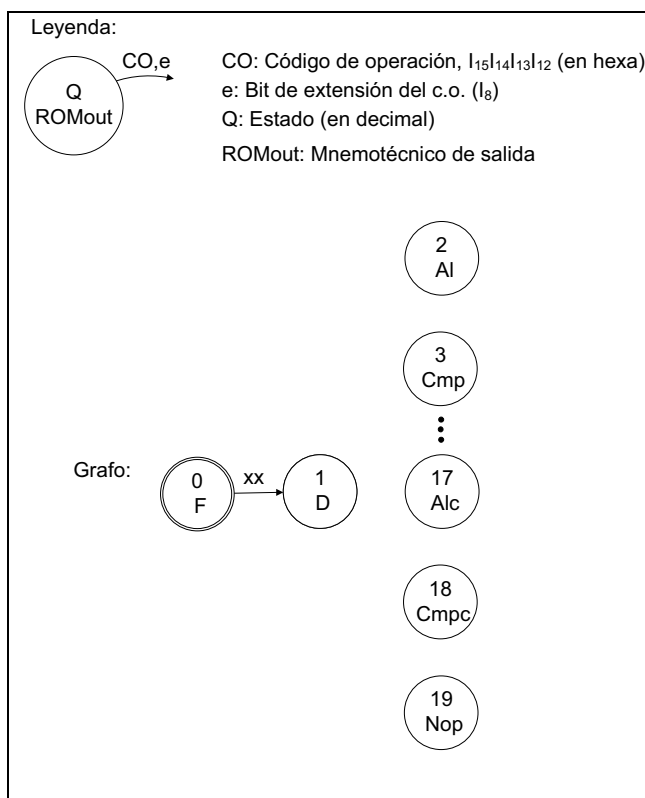 Leyenda:
CO,e
Q
ROMout
CO: Código de operación, I₁₅I₁₄I₁₃I₁₂ (en hexa)
e: Bit de extensión del c.o. (I₈)
Q: Estado (en decimal)
ROMout: Mnemotécnico de salida
2
Al
3
Cmp
Grafo:
0
F
xx
1
D
17
Alc
18
Cmpc
19
Nop